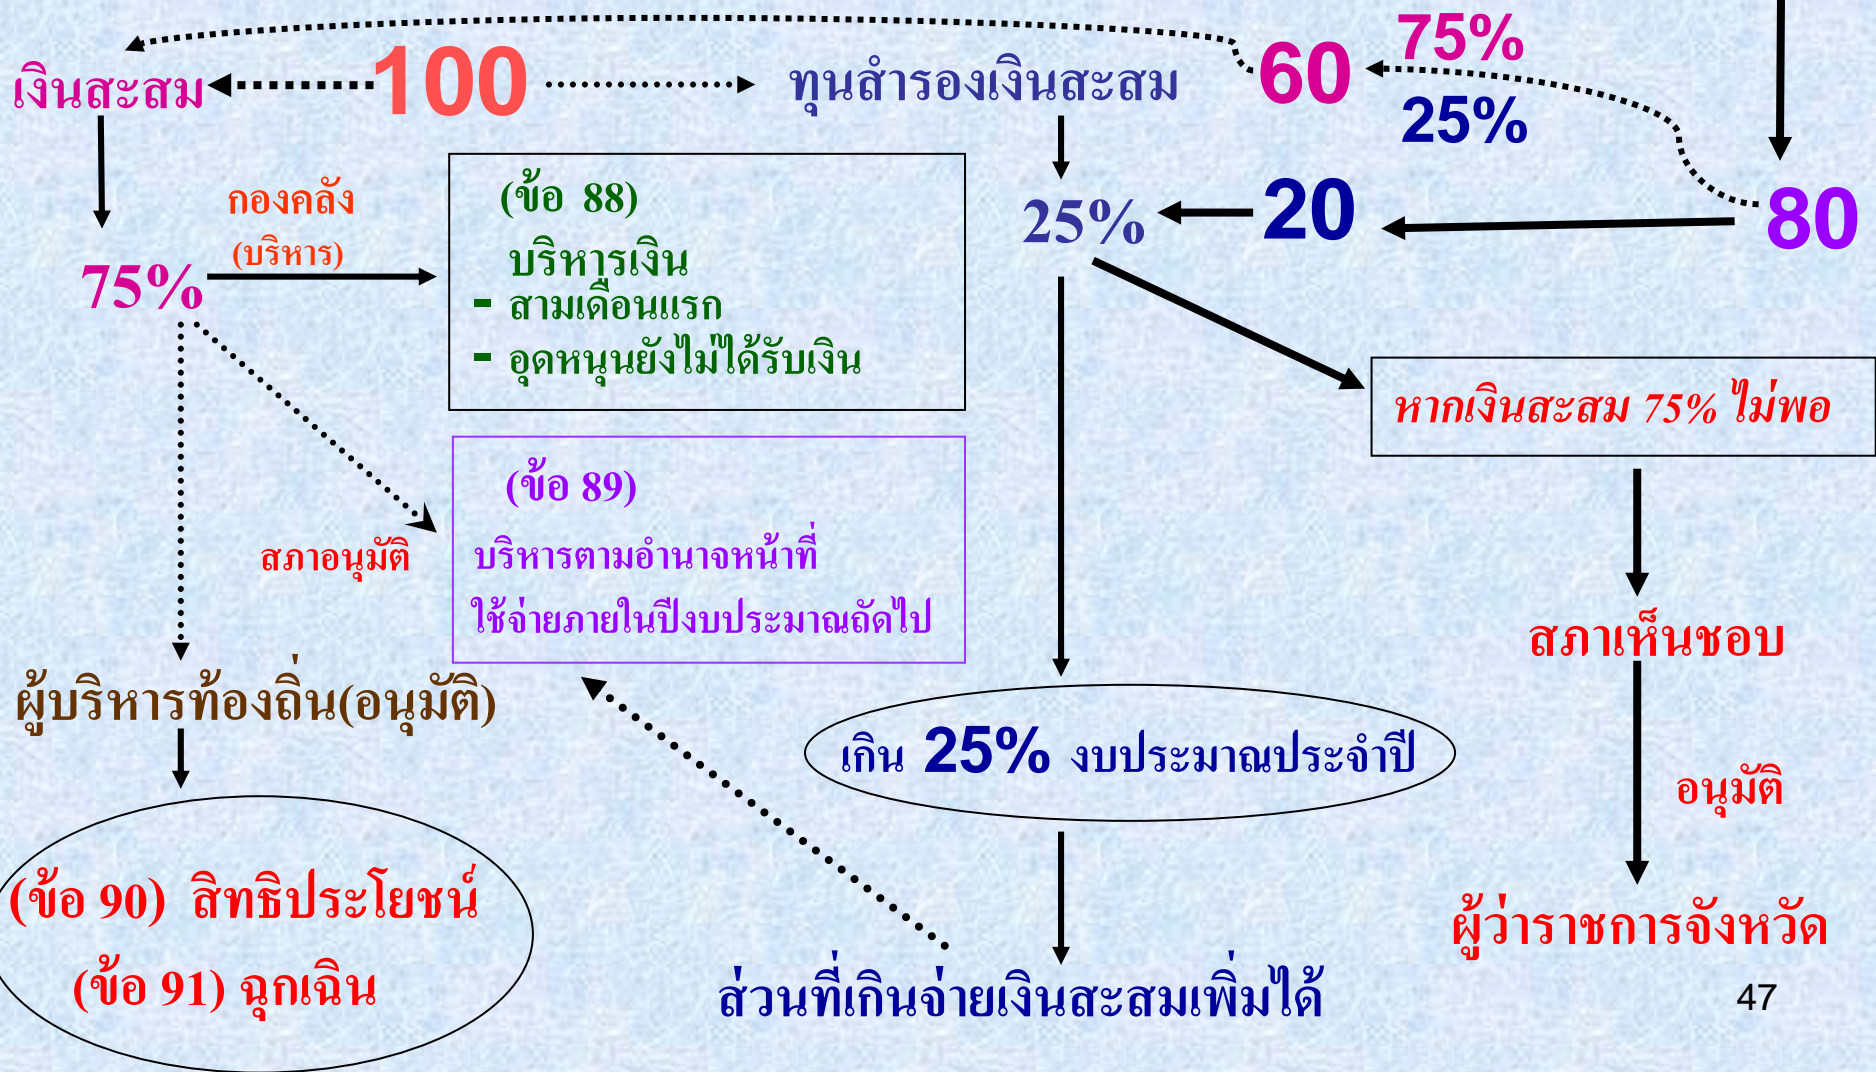 เงินสะสม 100 ทุนสำรองเงินสะสม 60 75%
25%
กองคลัง
(บริหาร)
75%
(ข้อ 88)
บริหารเงิน
- สามเดือนแรก
- อุดหนุนยังไม่ได้รับเงิน
25% 20 80
หากเงินสะสม 75% ไม่พอ
สภาอนุมัติ
(ข้อ 89)
บริหารตามอำนาจหน้าที่
ใช้จ่ายภายในปีงบประมาณถัดไป
สภาเห็นชอบ
ผู้บริหารท้องถิ่น(อนุมัติ)
เกิน 25% งบประมาณประจำปี
อนุมัติ
(ข้อ 90) สิทธิประโยชน์
(ข้อ 91) ฉุกเฉิน
ผู้ว่าราชการจังหวัด
ส่วนที่เกินจ่ายเงินสะสมเพิ่มได้
47